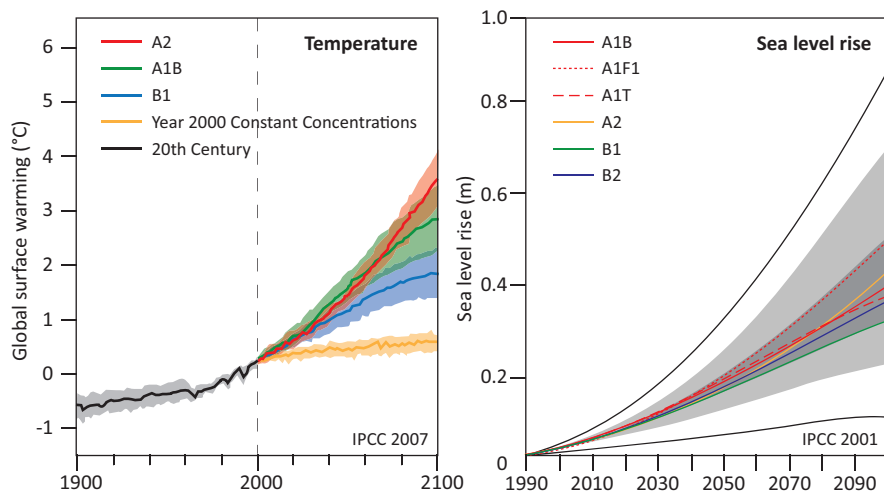 Temperature
A2
A1B
B1
Year 2000 Constant Concentrations
20th Century
Global surface warming (°C)
6
5
4
3
2
1
0
-1
IPCC 2007
1900
2000
2100
Sea level rise
A1B
A1F1
A1T
A2
B1
B2
Sea level rise (m)
1.0
0.8
0.6
0.4
0.2
0
IPCC 2001
1990
2010
2030
2050
2070
2090